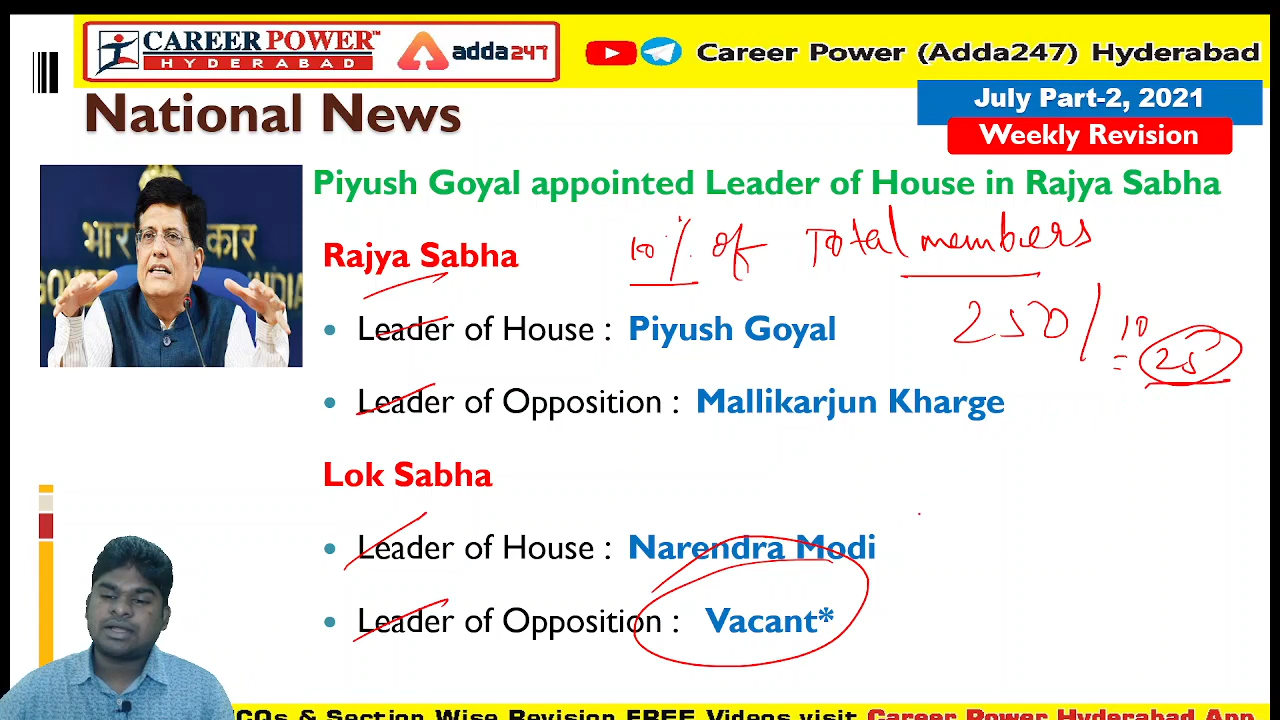 CAREER POWER™
HYDERABAD
adda247
Career Power (Adda247) Hyderabad
National News
July Part-2, 2021
Weekly Revision
Piyush Goyal appointed Leader of House in Rajya Sabha
Rajya Sabha
10% of Total members
250/10
= 25
• Leader of House : Piyush Goyal
• Leader of Opposition : Mallikarjun Kharge
Lok Sabha
• Leader of House : Narendra Modi
• Leader of Opposition : Vacant*
CQs & Section Wise Revision FREE Videos visit Career Power Hyderabad App